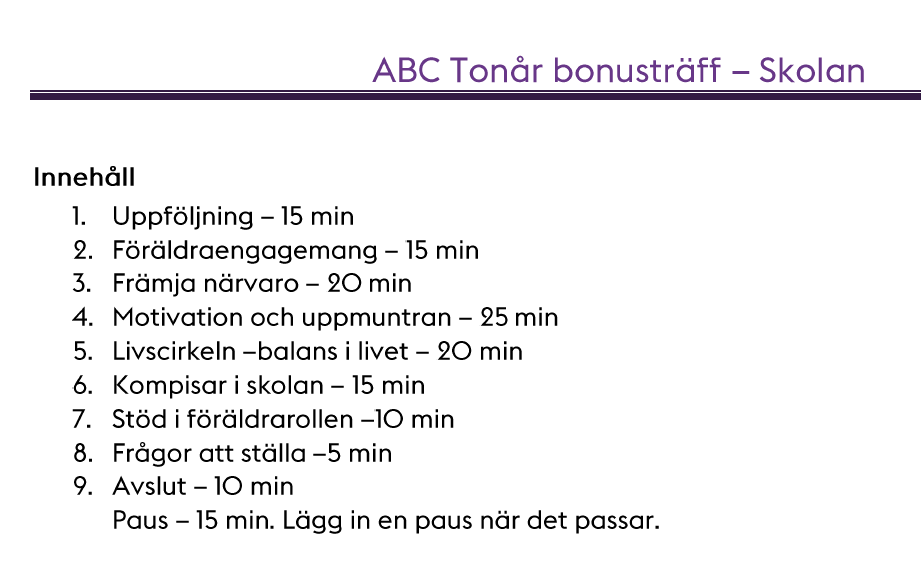 ABC Tonår bonusträff – Skolan
Innehåll
1. Uppföljning – 15 min
2. Föräldraengagemang – 15 min
3. Främja närvaro – 20 min
4. Motivation och uppmuntran – 25 min
5. Livscirkeln –balans i livet – 20 min
6. Kompisar i skolan – 15 min
7. Stöd i föräldrarollen –10 min
8. Frågor att ställa –5 min
9. Avslut – 10 min
Paus – 15 min. Lägg in en paus när det passar.